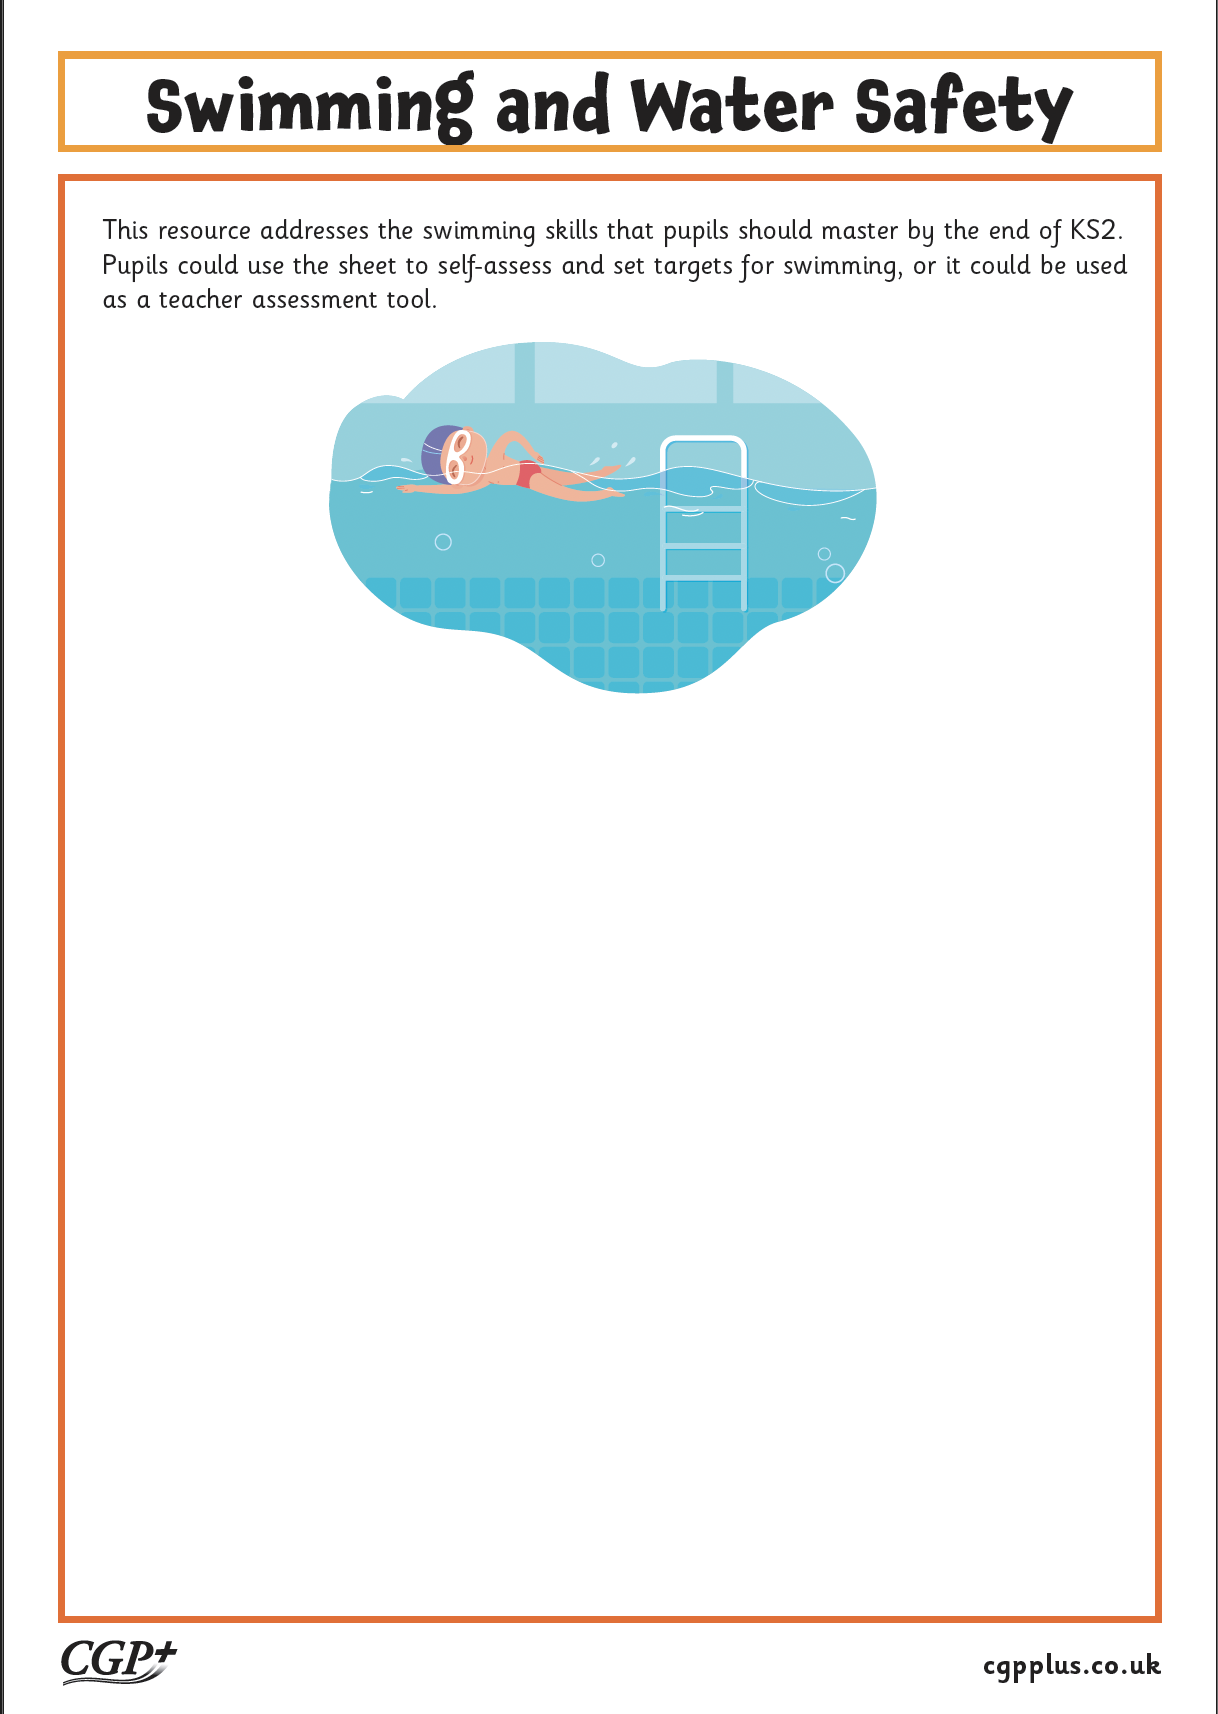 Swimming and Water Safety
This resource addresses the swimming skills that pupils should master by the end of KS2.
Pupils could use the sheet to self-assess and set targets for swimming, or it could be used
as a teacher assessment tool.
CGP+
cgpplus.co.uk